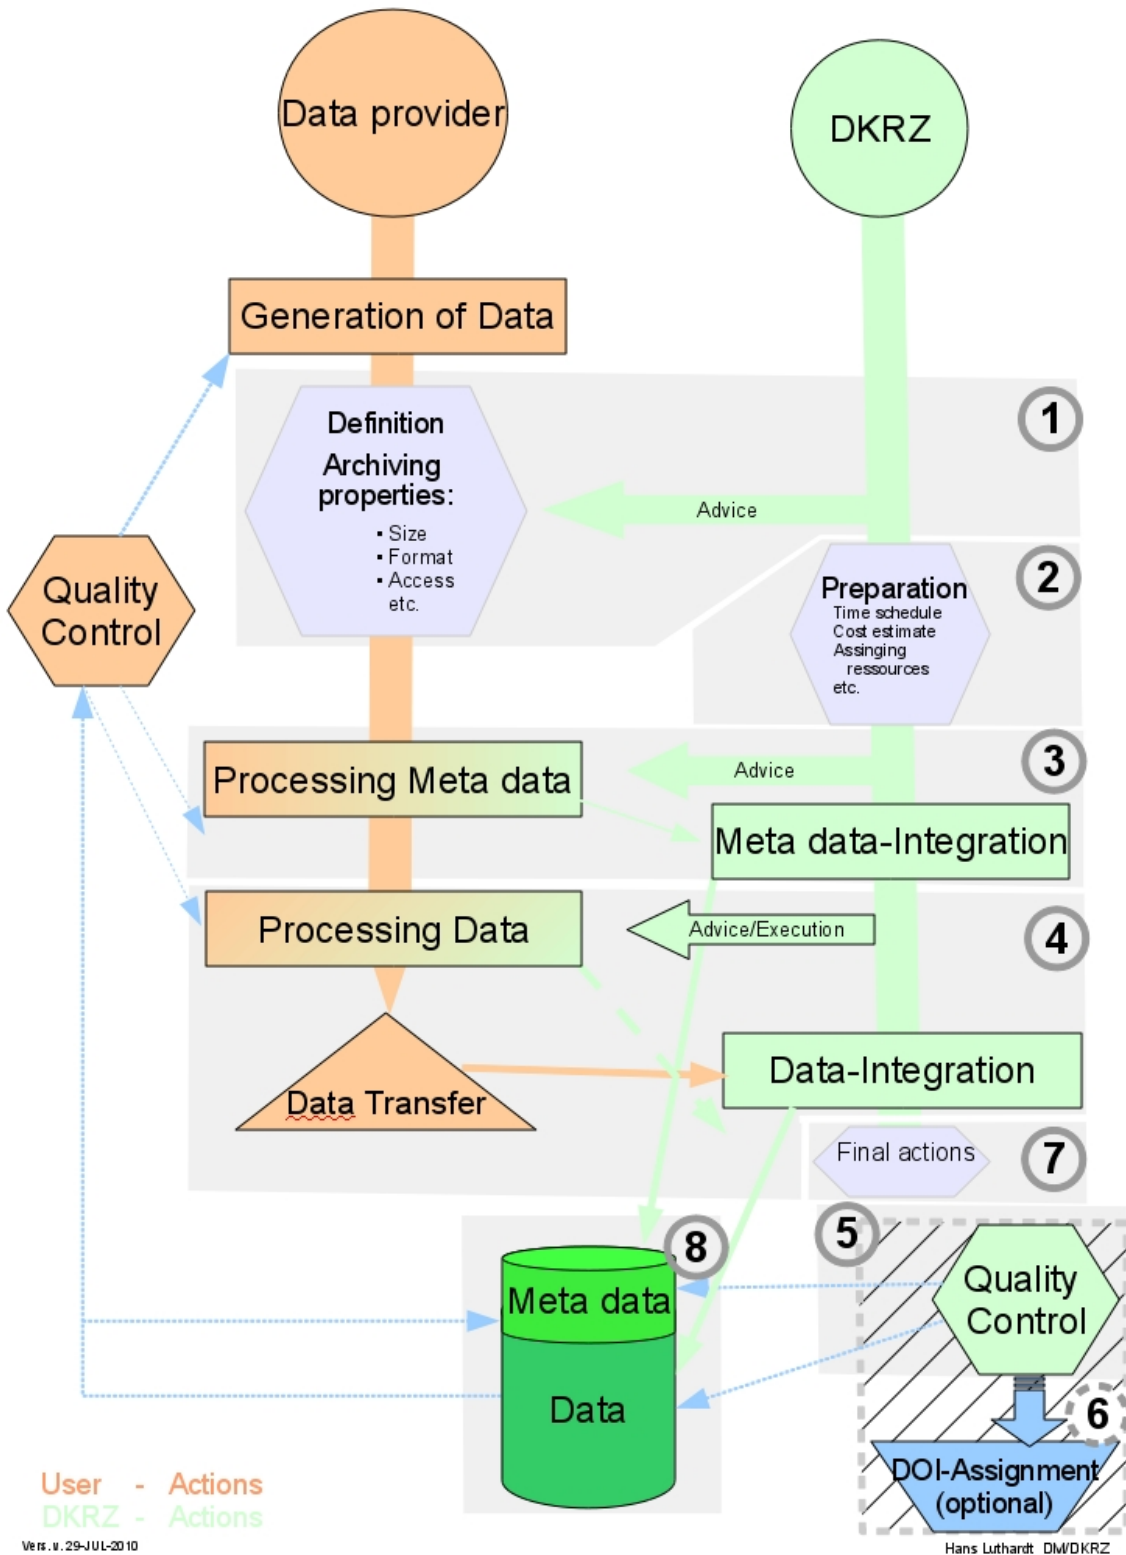 Data provider
DKRZ
Generation of Data
Definition
Archiving
properties:
▪ Size
▪ Format
▪ Access
etc.
1
Advice
2
Preparation
Time schedule
Cost estimate
Assinging
ressources
etc.
Quality
Control
3
Processing Meta data
Advice
Meta data-Integration
4
Processing Data
Advice/Execution
Data-Integration
Data Transfer
Final actions
7
5
8
Quality
Control
Meta data
Data
6
DOI-Assignment
(optional)
User - Actions
DKRZ - Actions
Vers.v. 29-JUL-2010
Hans Luthardt DM/DKRZ